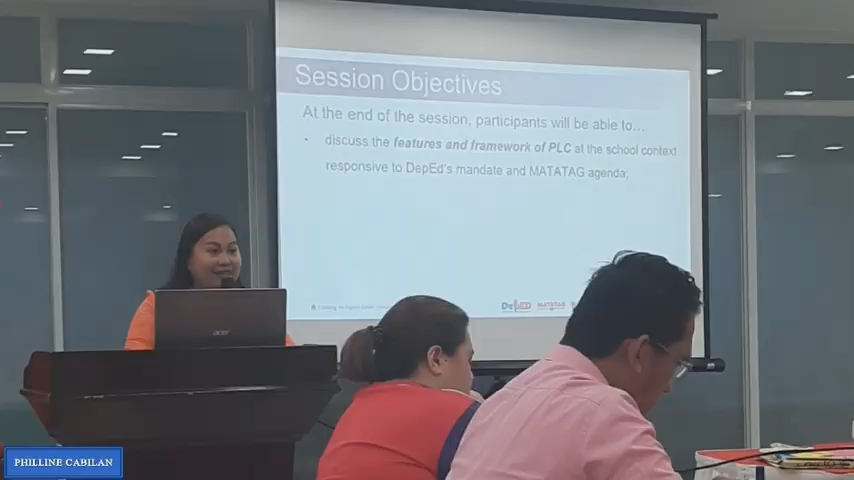 Session Objectives
At the end of the session, participants will be able to...
· discuss the features and framework of PLC at the school context
responsive to DepEd's mandate and MATATAG agenda;
DepED MATATAG
acer
PHILLINE CABILAN